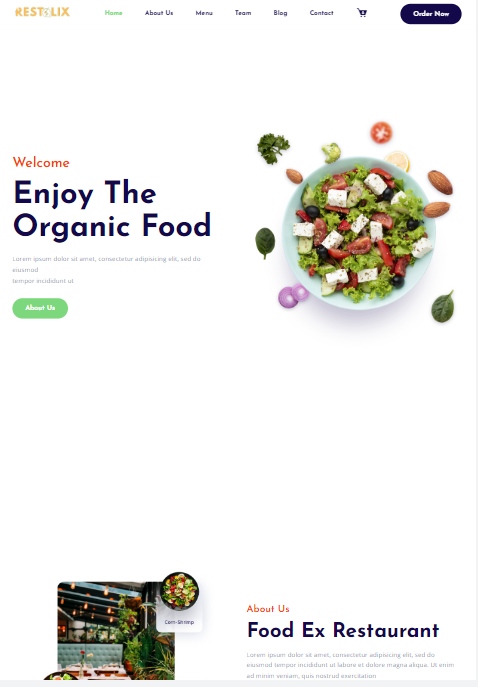 RESTOLIX
Home About Us Menu Team Blog Contact Order Now
Welcome
Enjoy The
Organic Food
Lorem ipsum dolor sit amet, consectetur adipisicing elit, sed do
eiusmod
tempor incididunt ut
About Us
Corn-Shrimp
About Us
Food Ex Restaurant
Lorem ipsum dolor sit amet, consectetur adipisicing elit, sed do
eiusmod tempor incididunt ut labore et dolore magna aliqua. Ut enim
ad minim veniam, quis nostrud exercitation